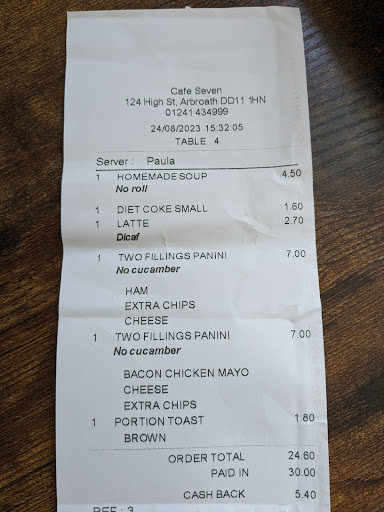 Cafe Seven
124 High St, Arbroath DD11 1HN
01241 434999
24/08/2023 15:32:05
TABLE 4
Server : Paula
1 HOMEMADE SOUP 4.50
No roll
1 DIET COKE SMALL 1.60
1 LATTE 2.70
Dicaf
1 TWO FILLINGS PANINI 7.00
No cucamber
HAM
EXTRA CHIPS
CHEESE
1 TWO FILLINGS PANINI 7.00
No cucamber
BACON CHICKEN MAYO
CHEESE
EXTRA CHIPS
1 PORTION TOAST 1.80
BROWN
ORDER TOTAL 24.60
PAID IN 30.00
CASH BACK 5.40
REF : 3